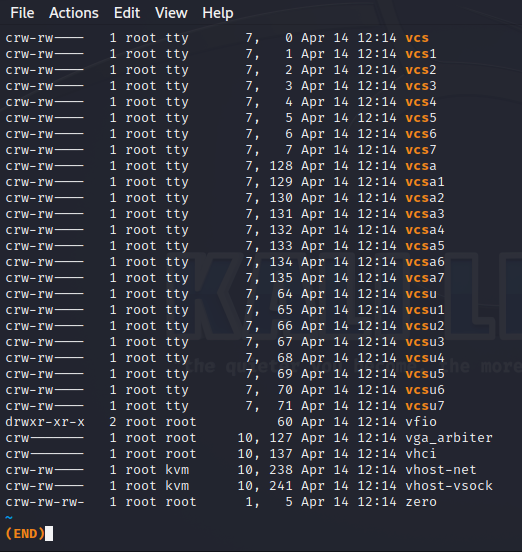 File Actions Edit View Help
crw-rw---- 1 root tty 7, 0 Apr 14 12:14 vcs
crw-rw---- 1 root tty 7, 1 Apr 14 12:14 vcs1
crw-rw---- 1 root tty 7, 2 Apr 14 12:14 vcs2
crw-rw---- 1 root tty 7, 3 Apr 14 12:14 vcs3
crw-rw---- 1 root tty 7, 4 Apr 14 12:14 vcs4
crw-rw---- 1 root tty 7, 5 Apr 14 12:14 vcs5
crw-rw---- 1 root tty 7, 6 Apr 14 12:14 vcs6
crw-rw---- 1 root tty 7, 7 Apr 14 12:14 vcs7
crw-rw---- 1 root tty 7, 128 Apr 14 12:14 vcsa
crw-rw---- 1 root tty 7, 129 Apr 14 12:14 vcsa1
crw-rw---- 1 root tty 7, 130 Apr 14 12:14 vcsa2
crw-rw---- 1 root tty 7, 131 Apr 14 12:14 vcsa3
crw-rw---- 1 root tty 7, 132 Apr 14 12:14 vcsa4
crw-rw---- 1 root tty 7, 133 Apr 14 12:14 vcsa5
crw-rw---- 1 root tty 7, 134 Apr 14 12:14 vcsa6
crw-rw---- 1 root tty 7, 135 Apr 14 12:14 vcsa7
crw-rw---- 1 root tty 7, 64 Apr 14 12:14 vcsu
crw-rw---- 1 root tty 7, 65 Apr 14 12:14 vcsu1
crw-rw---- 1 root tty 7, 66 Apr 14 12:14 vcsu2
crw-rw---- 1 root tty 7, 67 Apr 14 12:14 vcsu3
crw-rw---- 1 root tty 7, 68 Apr 14 12:14 vcsu4
crw-rw---- 1 root tty 7, 69 Apr 14 12:14 vcsu5
crw-rw---- 1 root tty 7, 70 Apr 14 12:14 vcsu6
crw-rw---- 1 root tty 7, 71 Apr 14 12:14 vcsu7
drwxr-xr-x 2 root root 60 Apr 14 12:14 vfio
crw------- 1 root root 10, 127 Apr 14 12:14 vga_arbiter
crw------- 1 root root 10, 137 Apr 14 12:14 vhci
crw-rw---- 1 root kvm 10, 238 Apr 14 12:14 vhost-net
crw-rw---- 1 root kvm 10, 241 Apr 14 12:14 vhost-vsock
crw-rw-rw- 1 root root 1, 5 Apr 14 12:14 zero
~
(END)